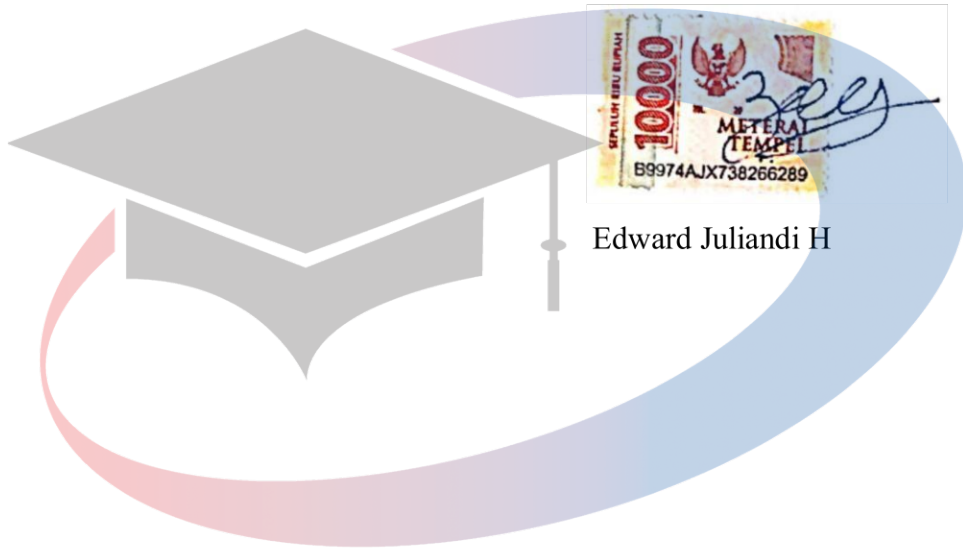 SEPULUH RIBU RUPIAH
10000
METERAI
TEMPEL
B9974AJX738266289
Edward Juliandi H